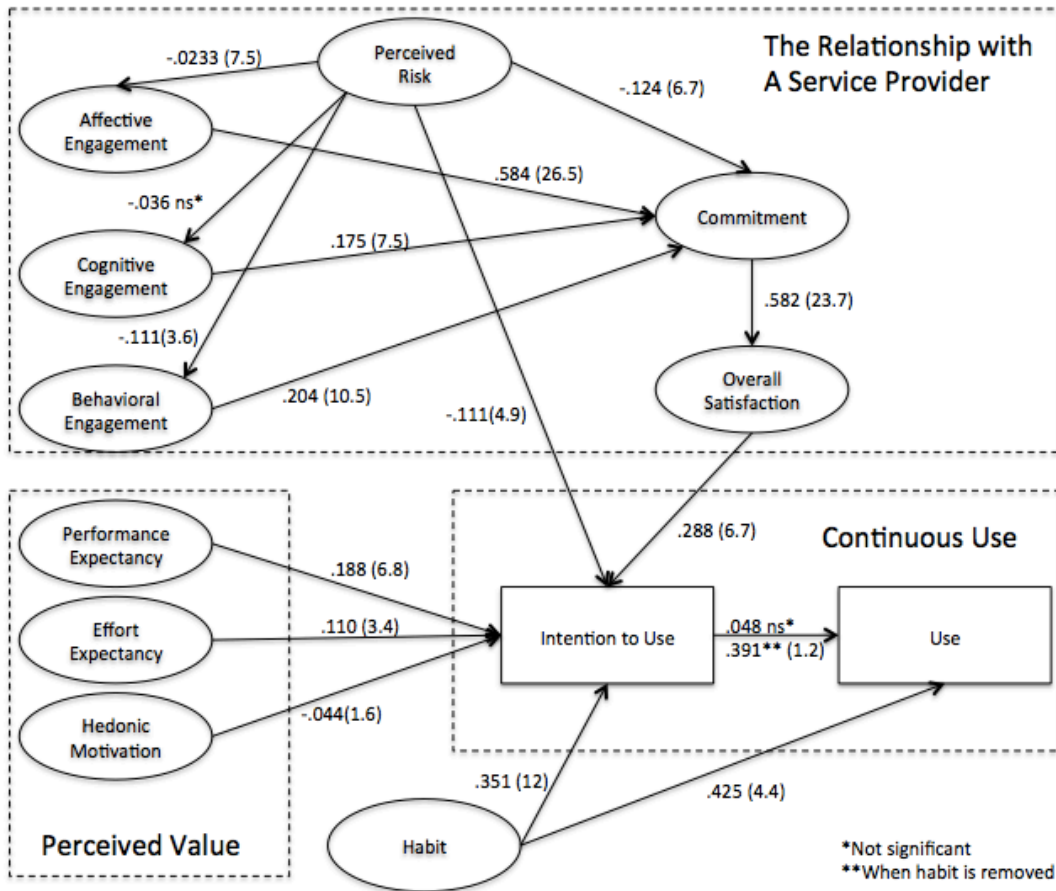 The Relationship with
A Service Provider
-.0233 (7.5)
Perceived
Risk
-.124 (6.7)
Affective
Engagement
.584 (26.5)
-.036 ns*
Commitment
.175 (7.5)
Cognitive
Engagement
.582 (23.7)
-.111(3.6)
Overall
Satisfaction
Behavioral
Engagement
.204 (10.5)
-.111(4.9)
Performance
Expectancy
.288 (6.7)
Continuous Use
.188 (6.8)
Effort
Expectancy
.110 (3.4)
Intention to Use
.048 ns*
.391** (1.2)
Use
Hedonic
Motivation
-.044(1.6)
.351 (12)
.425 (4.4)
Perceived Value
Habit
*Not significant
**When habit is removed